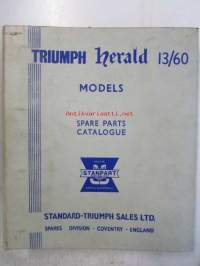 TRIUMPH Herald 13/60
MODELS
SPARE PARTS
CATALOGUE
STANPART
STANDARD-TRIUMPH SALES LTD.
SPARES DIVISION - COVENTRY - ENGLAND